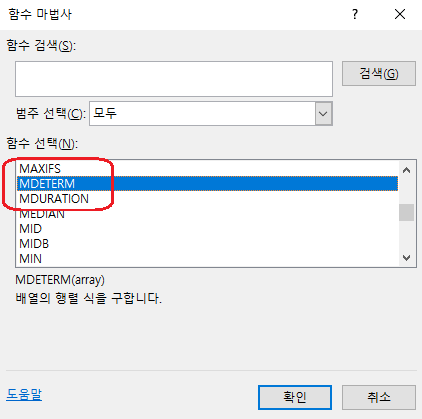 함수 마법사
함수 검색(S):
검색(G)
범주 선택(C): 모두
함수 선택(N):
MAXIFS
MDETERM
MDURATION
MEDIAN
MID
MIDB
MIN
MDETERM(array)
배열의 행렬 식을 구합니다.
도움말
확인
취소